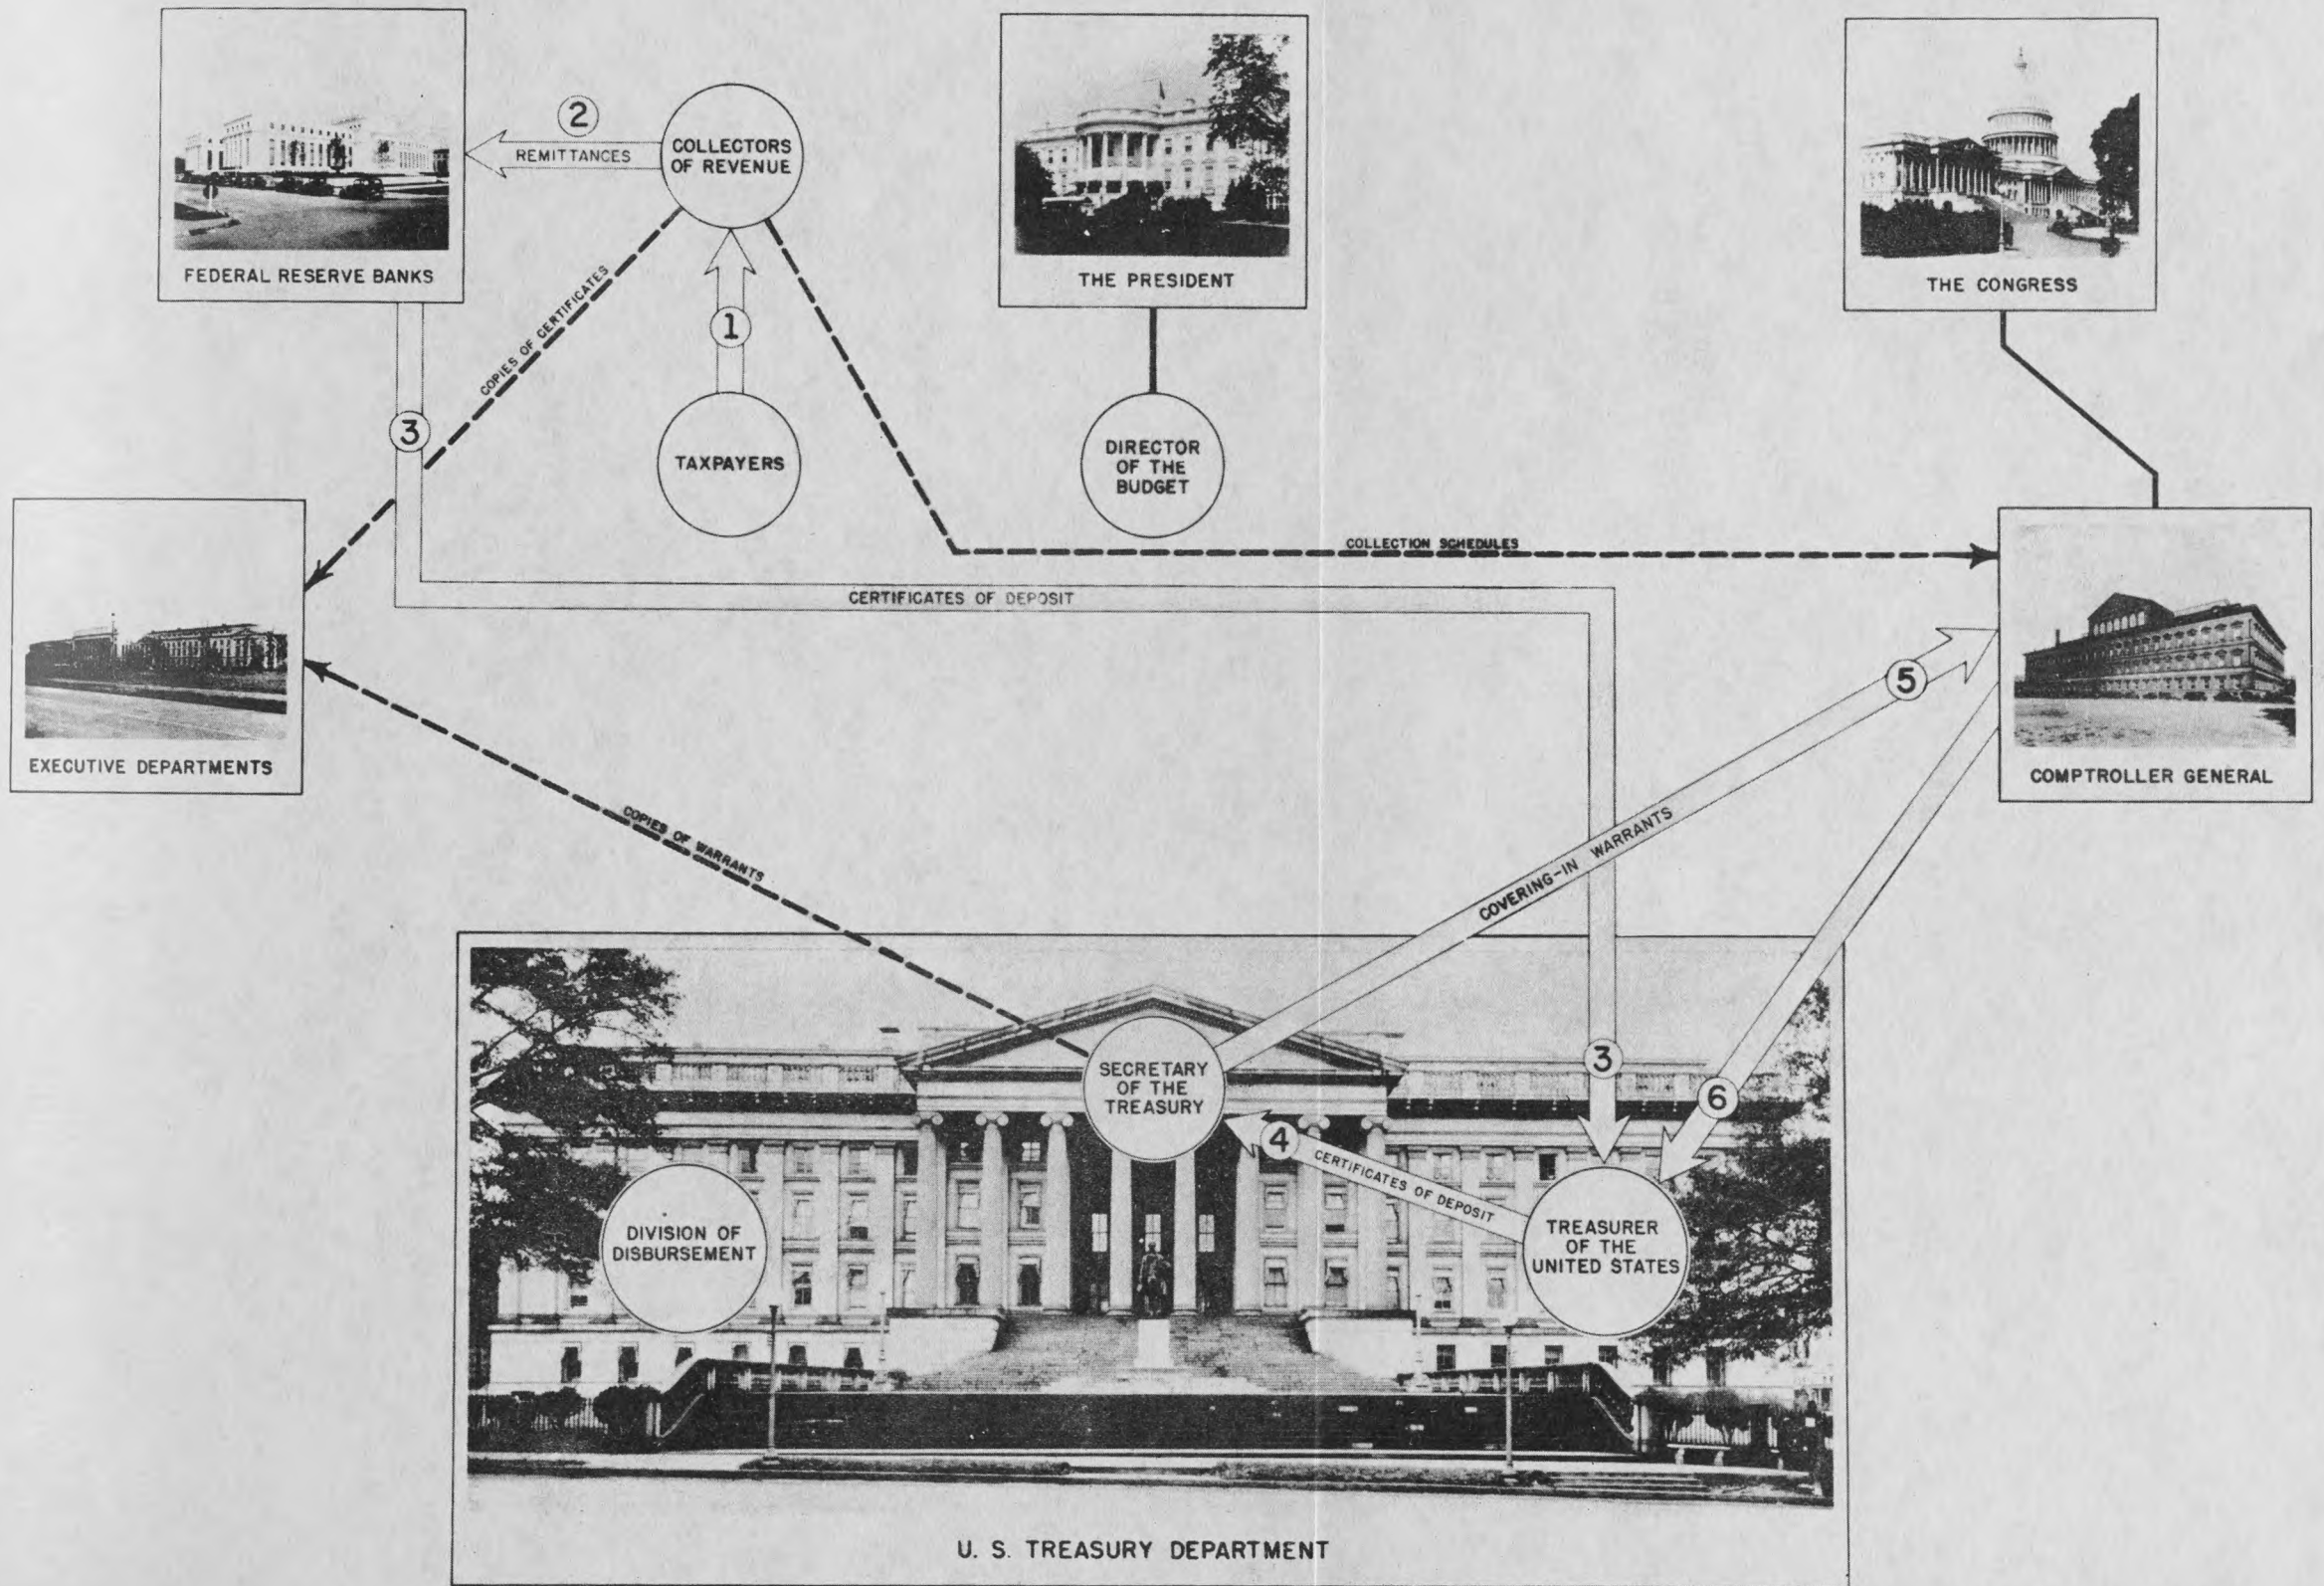 2
REMITTANCES
COLLECTORS
OF REVENUE
FEDERAL RESERVE BANKS
THE PRESIDENT
THE CONGRESS
COPIES OF CERTIFICATES
1
3
TAXPAYERS
DIRECTOR
OF THE
BUDGET
COLLECTION SCHEDULES
CERTIFICATES OF DEPOSIT
EXECUTIVE DEPARTMENTS
5
COMPTROLLER GENERAL
COPIES OF WARRANTS
COVERING-IN WARRANTS
SECRETARY
OF THE
TREASURY
3
6
4
CERTIFICATES OF DEPOSIT
DIVISION OF
DISBURSEMENT
TREASURER
OF THE
UNITED STATES
U. S. TREASURY DEPARTMENT